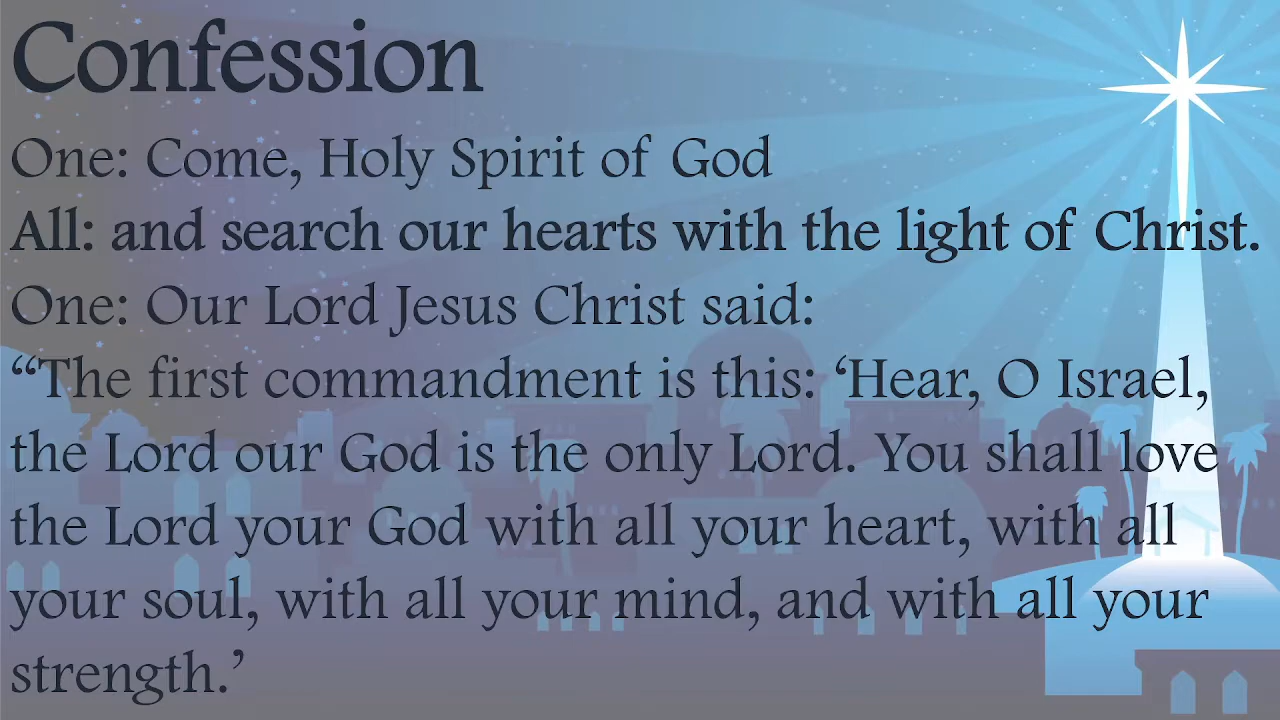 Confession
One: Come, Holy Spirit of God
All: and search our hearts with the light of Christ.
One: Our Lord Jesus Christ said:
“The first commandment is this: ‘Hear, O Israel,
the Lord our God is the only Lord. You shall love
the Lord your God with all your heart, with all
your soul, with all your mind, and with all your
strength.’